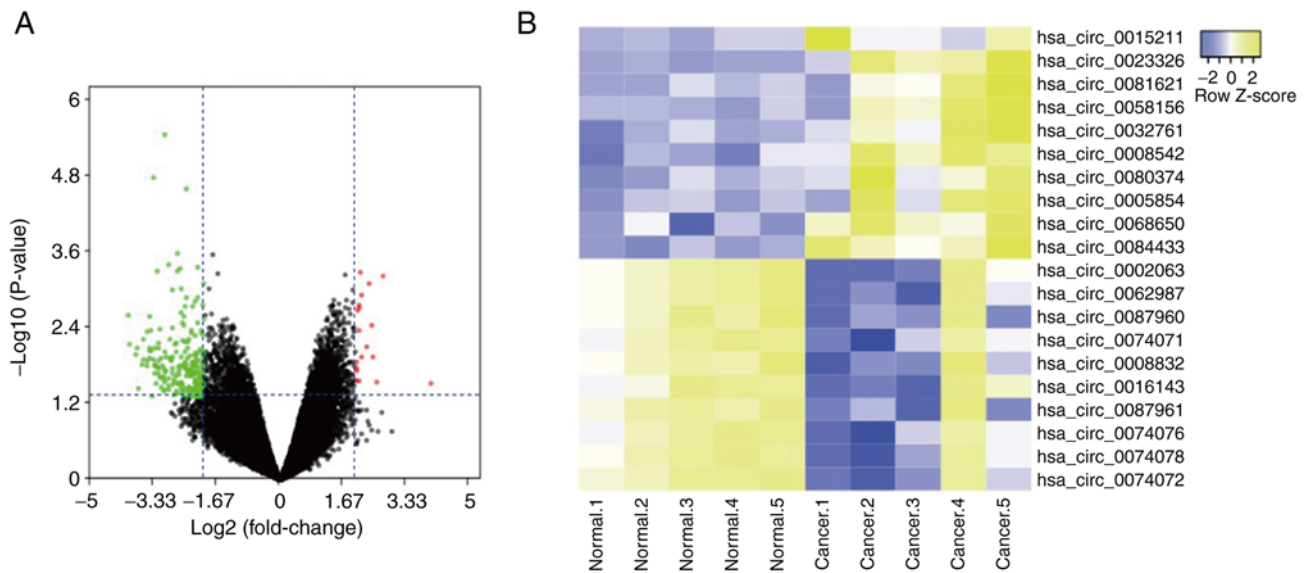 A
6
4.8
3.6
2.4
1.2
0
−Log10 (P-value)
−5
−3.33
−1.67
0
1.67
3.33
5
Log2 (fold-change)
B
hsa_circ_0015211
hsa_circ_0023326
hsa_circ_0081621
hsa_circ_0058156
hsa_circ_0032761
hsa_circ_0008542
hsa_circ_0080374
hsa_circ_0005854
hsa_circ_0068650
hsa_circ_0084433
hsa_circ_0002063
hsa_circ_0062987
hsa_circ_0087960
hsa_circ_0074071
hsa_circ_0008832
hsa_circ_0016143
hsa_circ_0087961
hsa_circ_0074076
hsa_circ_0074078
hsa_circ_0074072
Normal.1
Normal.2
Normal.3
Normal.4
Normal.5
Cancer.1
Cancer.2
Cancer.3
Cancer.4
Cancer.5
−2 0 2
Row Z-score